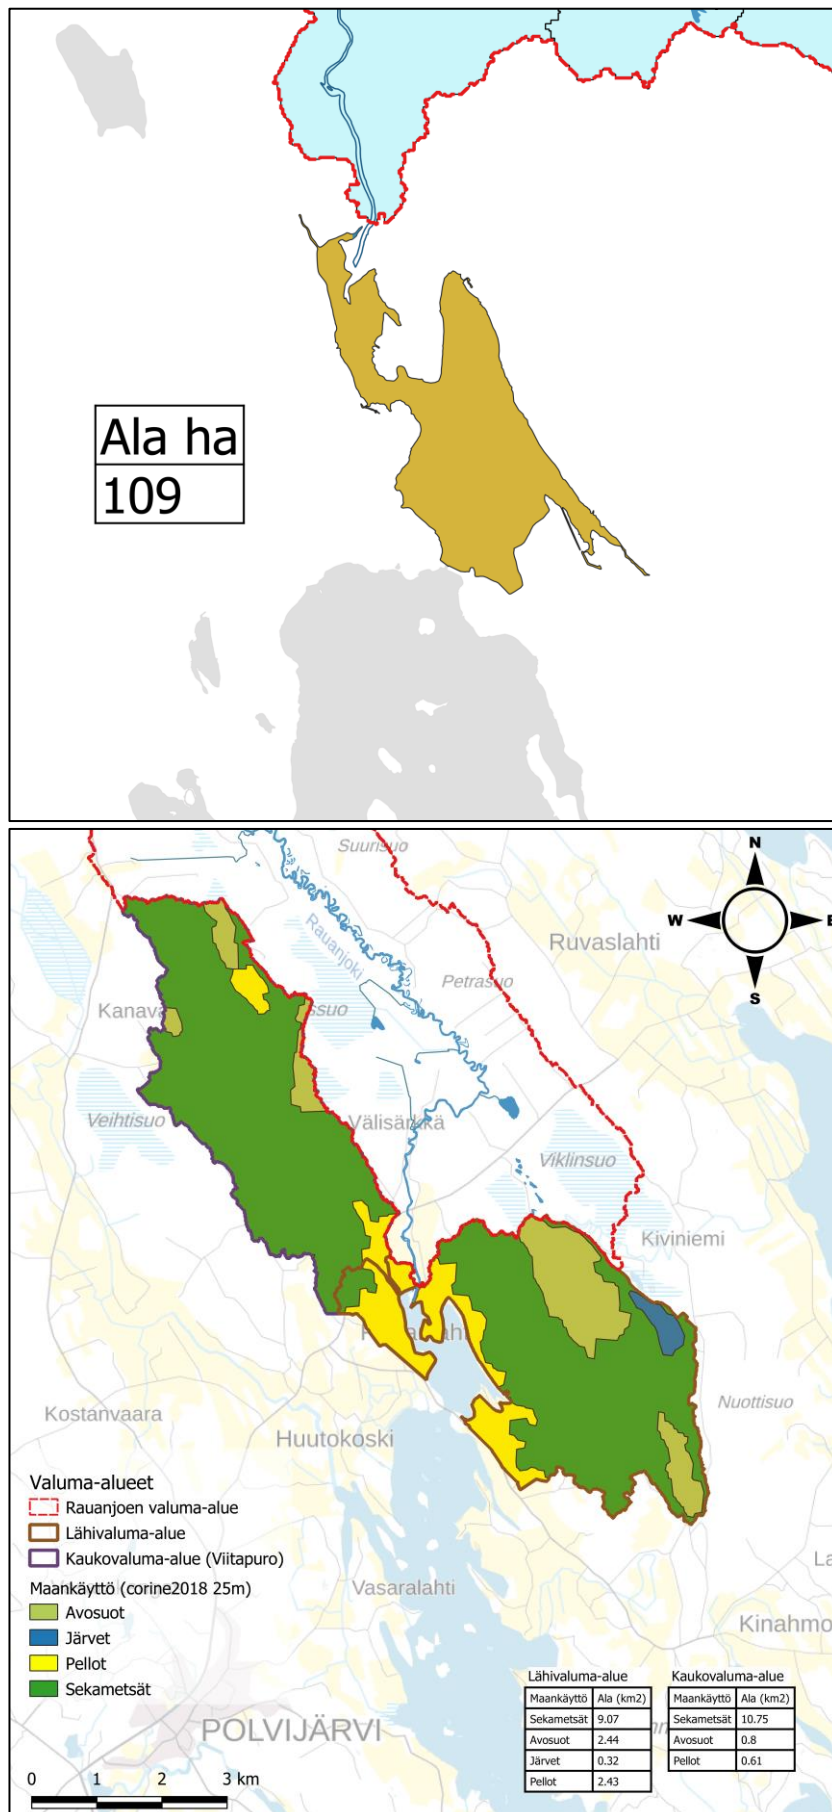 Ala ha
109
Suurisuo
N
W
E
S
Rauanjoki
Ruvaslahti
Petrasuo
Kanava
ssuo
Veihtisuo
Välisärkkä
Viklinsuo
Kiviniemi
Nuottisuo
Kostanvaara
Huutokoski
Valuma-alueet
Rauanjoen valuma-alue
Lähivaluma-alue
Kaukovaluma-alue (Viitapuro)
Maankäyttö (corine2018 25m)
Avosuot
Järvet
Pellot
Sekametsät
Vasaralahti
Kinahmo
POLVIJÄRVI
0 1 2 3 km
Lähivaluma-alue
Maankäyttö Ala (km2)
Sekametsät 9.07
Avosuot 2.44
Järvet 0.32
Pellot 2.43
Kaukovaluma-alue
Maankäyttö Ala (km2)
Sekametsät 10.75
Avosuot 0.8
Pellot 0.61